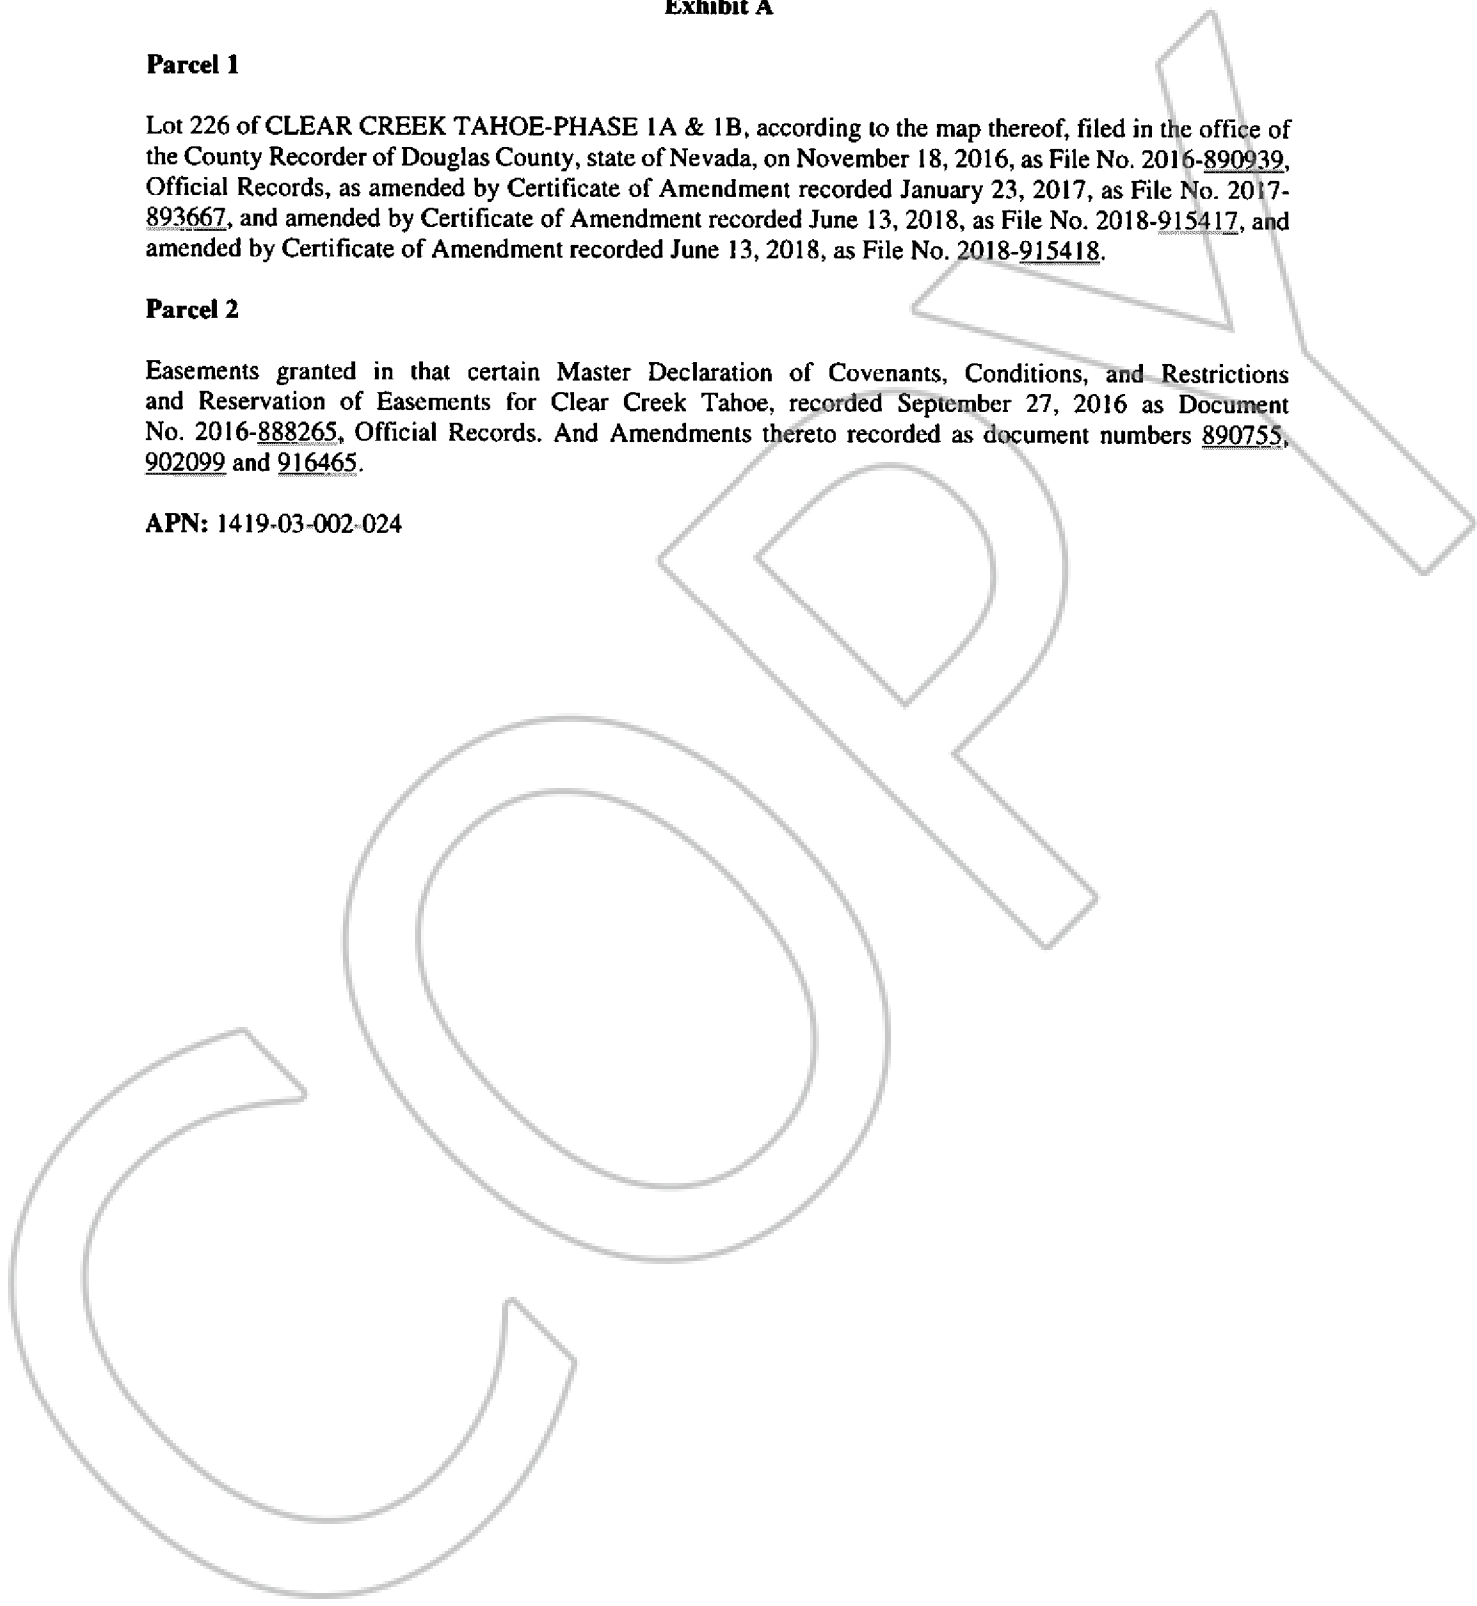 Exhibit A
Parcel 1
Lot 226 of CLEAR CREEK TAHOE-PHASE 1A & 1B, according to the map thereof, filed in the office of
the County Recorder of Douglas County, state of Nevada, on November 18, 2016, as File No. 2016-890939,
Official Records, as amended by Certificate of Amendment recorded January 23, 2017, as File No. 2017-
893667, and amended by Certificate of Amendment recorded June 13, 2018, as File No. 2018-915417, and
amended by Certificate of Amendment recorded June 13, 2018, as File No. 2018-915418.
Parcel 2
Easements granted in that certain Master Declaration of Covenants, Conditions, and Restrictions
and Reservation of Easements for Clear Creek Tahoe, recorded September 27, 2016 as Document
No. 2016-888265, Official Records. And Amendments thereto recorded as document numbers 890755,
902099 and 916465.
APN: 1419-03-002-024
COPY